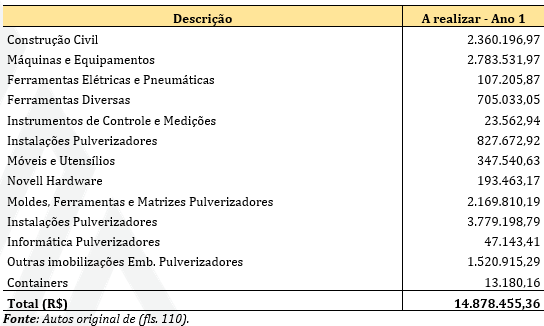 Descrição A realizar - Ano 1
Construção Civil 2.360.196,97
Máquinas e Equipamentos 2.783.531,97
Ferramentas Elétricas e Pneumáticas 107.205,87
Ferramentas Diversas 705.033,05
Instrumentos de Controle e Medições 23.562,94
Instalações Pulverizadores 827.672,92
Móveis e Utensílios 347.540,63
Novell Hardware 193.463,17
Moldes, Ferramentas e Matrizes Pulverizadores 2.169.810,19
Instalações Pulverizadores 3.779.198,79
Informática Pulverizadores 47.143,41
Outras imobilizações Emb. Pulverizadores 1.520.915,29
Containers 13.180,16
Total (R$) 14.878.455,36
Fonte: Autos original de (fls. 110).